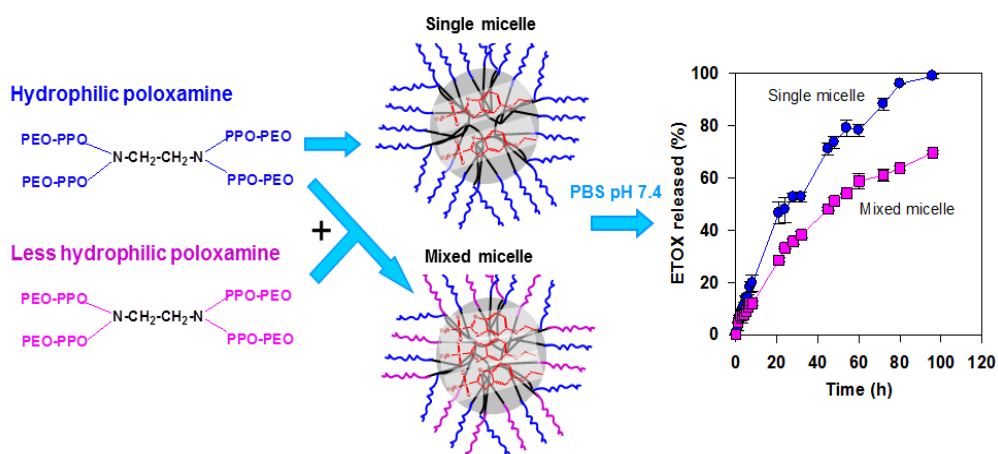 Hydrophilic poloxamine
PEO-PPO PPO-PEO
N-CH₂-CH₂-N
PEO-PPO PPO-PEO
+
Less hydrophilic poloxamine
PEO-PPO PPO-PEO
N-CH₂-CH₂-N
PEO-PPO PPO-PEO
Single micelle
Mixed micelle
PBS pH 7.4
ETOX released (%)
100
80
60
40
20
0
Single micelle
Mixed micelle
0 20 40 60 80 100 120
Time (h)